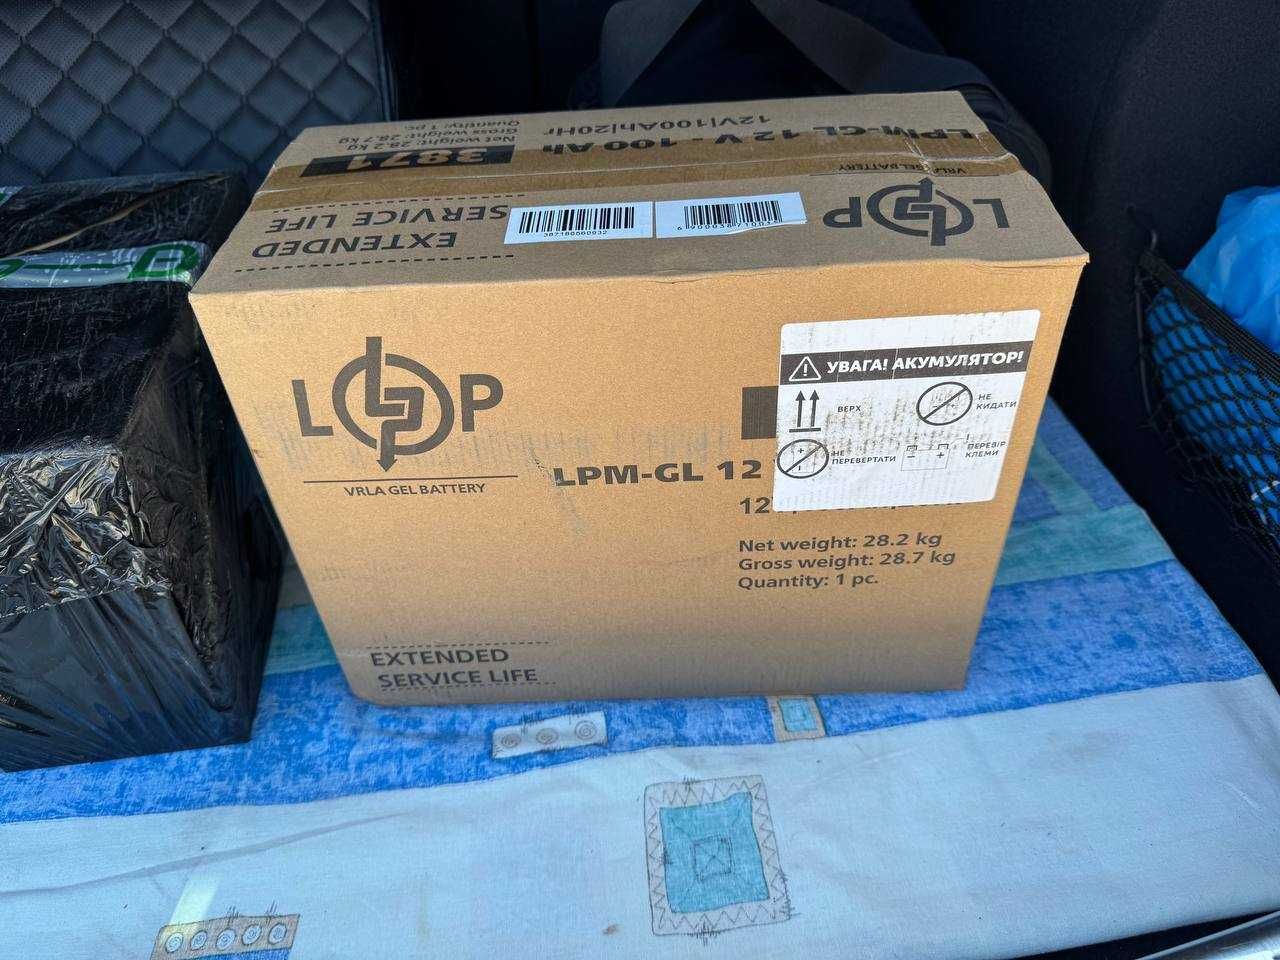 LPM-GL 12 V - 100 Ah
12V|100Ah|20Hr
3871
Net weight: 28.2 kg
Gross weight: 28.7 kg
Quantity: 1 pc.
VRLA GEL BATTERY
LP
EXTENDED
SERVICE LIFE
LP
VRLA GEL BATTERY
LPM-GL 12
12
Net weight: 28.2 kg
Gross weight: 28.7 kg
Quantity: 1 pc.
EXTENDED
SERVICE LIFE
УВАГА! АКУМУЛЯТОР!
ВЕРХ
НЕ
КИДАТИ
НЕ
ПЕРЕВЕРТАТИ
ПЕРЕВІР
КЛЕМИ